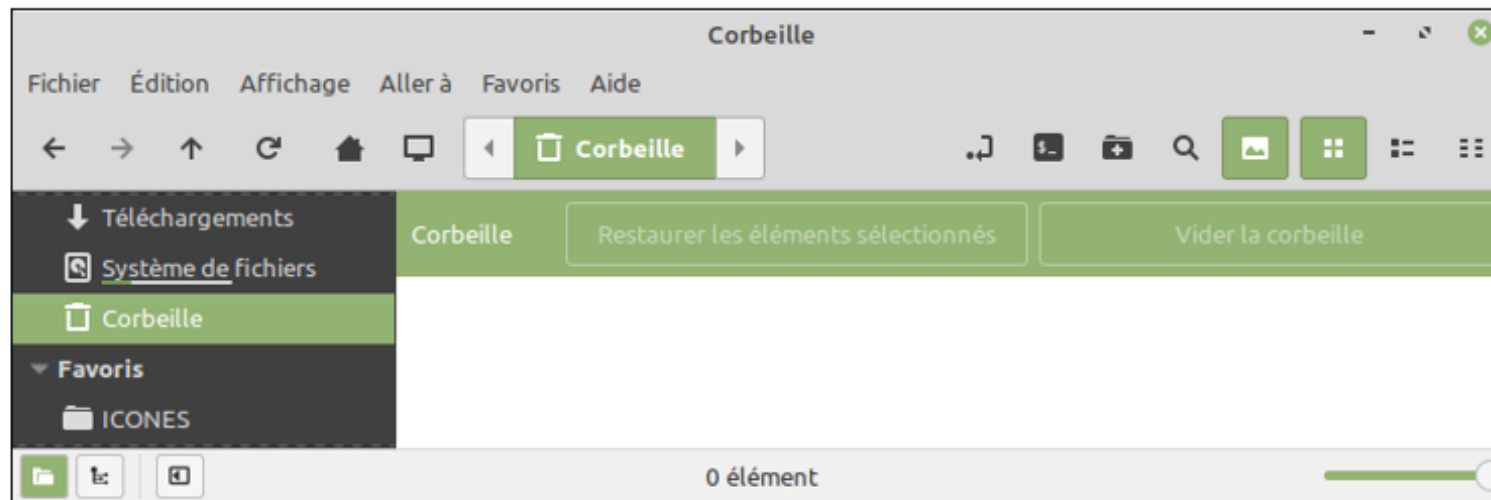 Corbeille
Fichier Édition Affichage Aller à Favoris Aide
Corbeille
Téléchargements
Corbeille Restaurer les éléments sélectionnés Vider la corbeille
Système de fichiers
Corbeille
Favoris
ICONES
0 élément